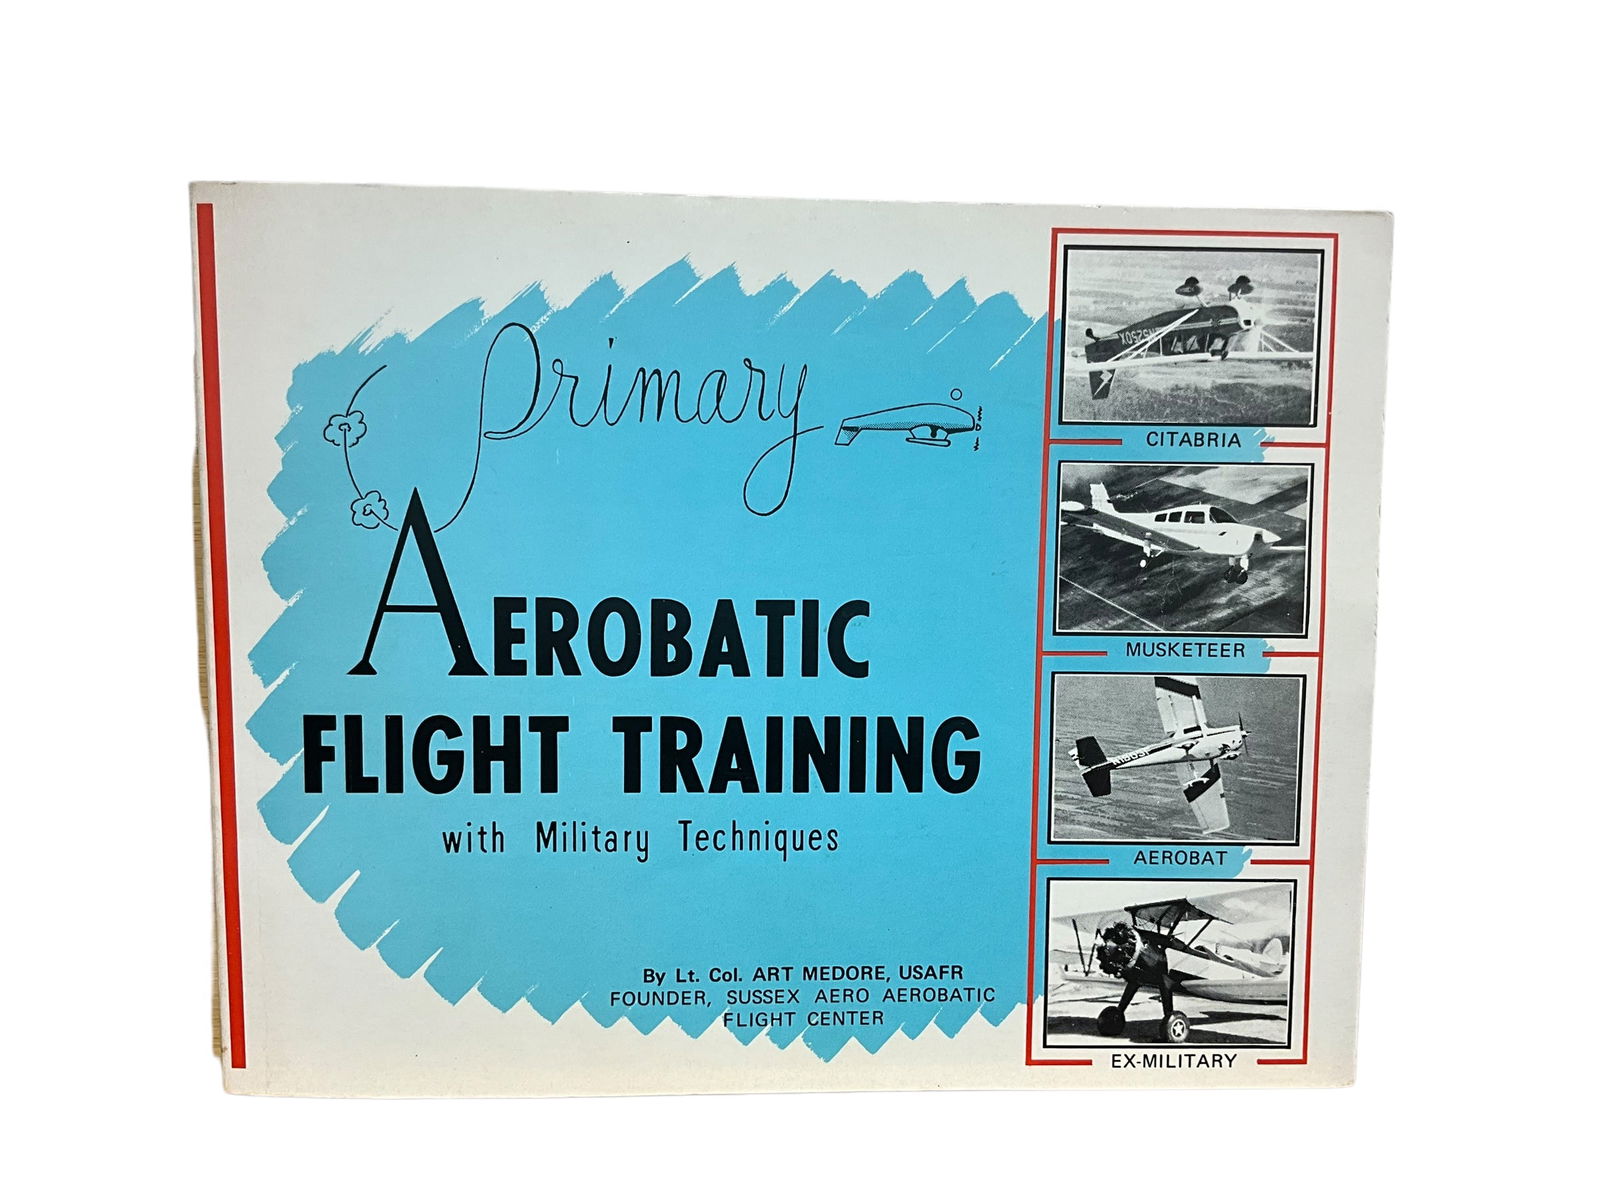 Primary
AEROBATIC
FLIGHT TRAINING
with Military Techniques
By Lt. Col. ART MEDORE, USAFR
FOUNDER, SUSSEX AERO AEROBATIC
FLIGHT CENTER
N5250X
CITABRIA
MUSKETEER
AEROBAT
EX-MILITARY